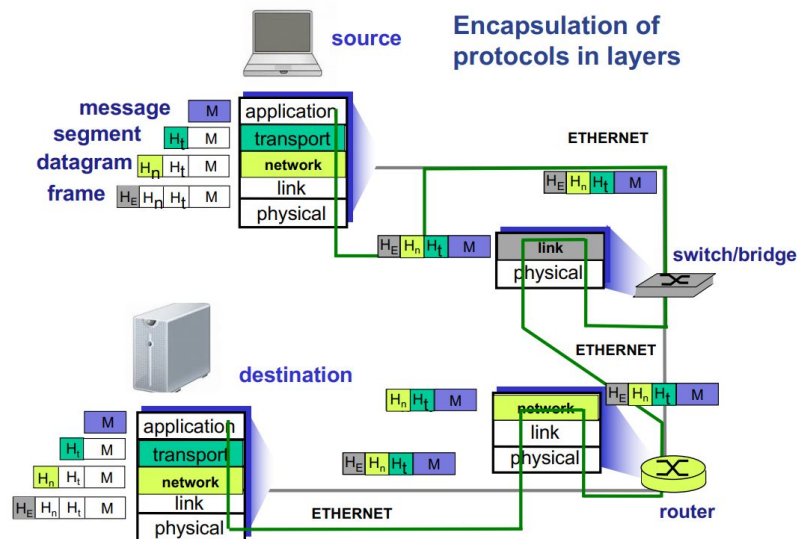 source
Encapsulation of
protocols in layers
message M
segment Ht M
datagram Hn Ht M
frame HE Hn Ht M
application
transport
network
link
physical
ETHERNET
HE Hn Ht M
HE Hn Ht M
link
physical
switch/bridge
ETHERNET
destination
HE Hn Ht M
Hn Ht M
network
link
physical
router
M
Ht M
Hn Ht M
HE Hn Ht M
application
transport
network
link
physical
HE Hn Ht M
ETHERNET